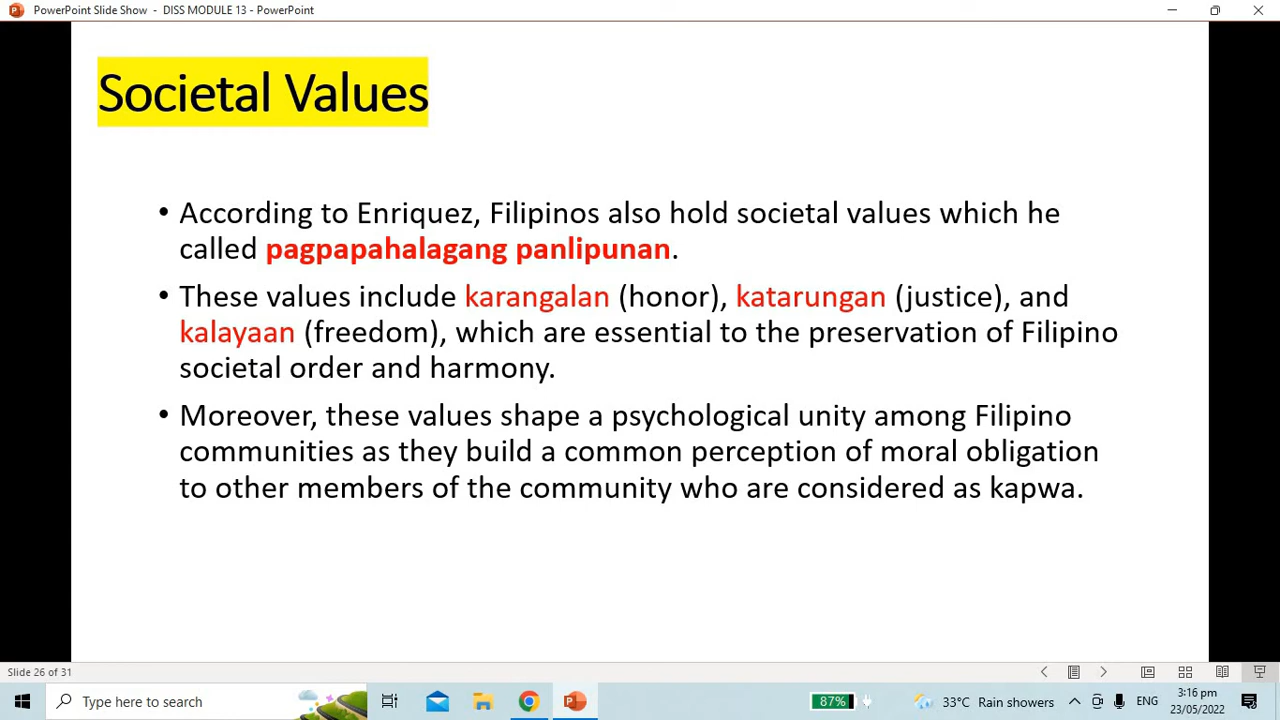 PowerPoint Slide Show - DISS MODULE 13 - PowerPoint
Societal Values
• According to Enriquez, Filipinos also hold societal values which he
called pagpapahalagang panlipunan.
• These values include karangalan (honor), katarungan (justice), and
kalayaan (freedom), which are essential to the preservation of Filipino
societal order and harmony.
• Moreover, these values shape a psychological unity among Filipino
communities as they build a common perception of moral obligation
to other members of the community who are considered as kapwa.
Slide 26 of 31
Type here to search
87%
33°C Rain showers
ENG
3:16 pm
23/05/2022